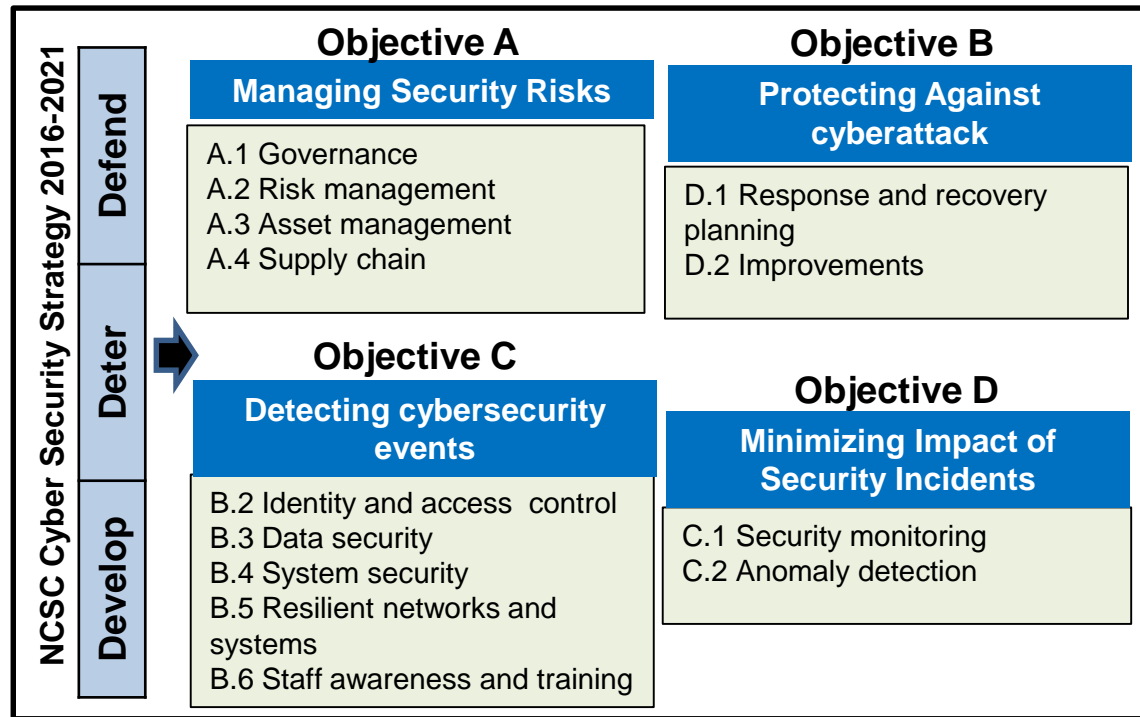 NCSC Cyber Security Strategy 2016-2021
Defend
Deter
Develop
Objective A
Managing Security Risks
A.1 Governance
A.2 Risk management
A.3 Asset management
A.4 Supply chain
Objective B
Protecting Against
cyberattack
D.1 Response and recovery
planning
D.2 Improvements
Objective C
Detecting cybersecurity
events
B.2 Identity and access  control
B.3 Data security
B.4 System security
B.5 Resilient networks and
systems
B.6 Staff awareness and training
Objective D
Minimizing Impact of
Security Incidents
C.1 Security monitoring
C.2 Anomaly detection